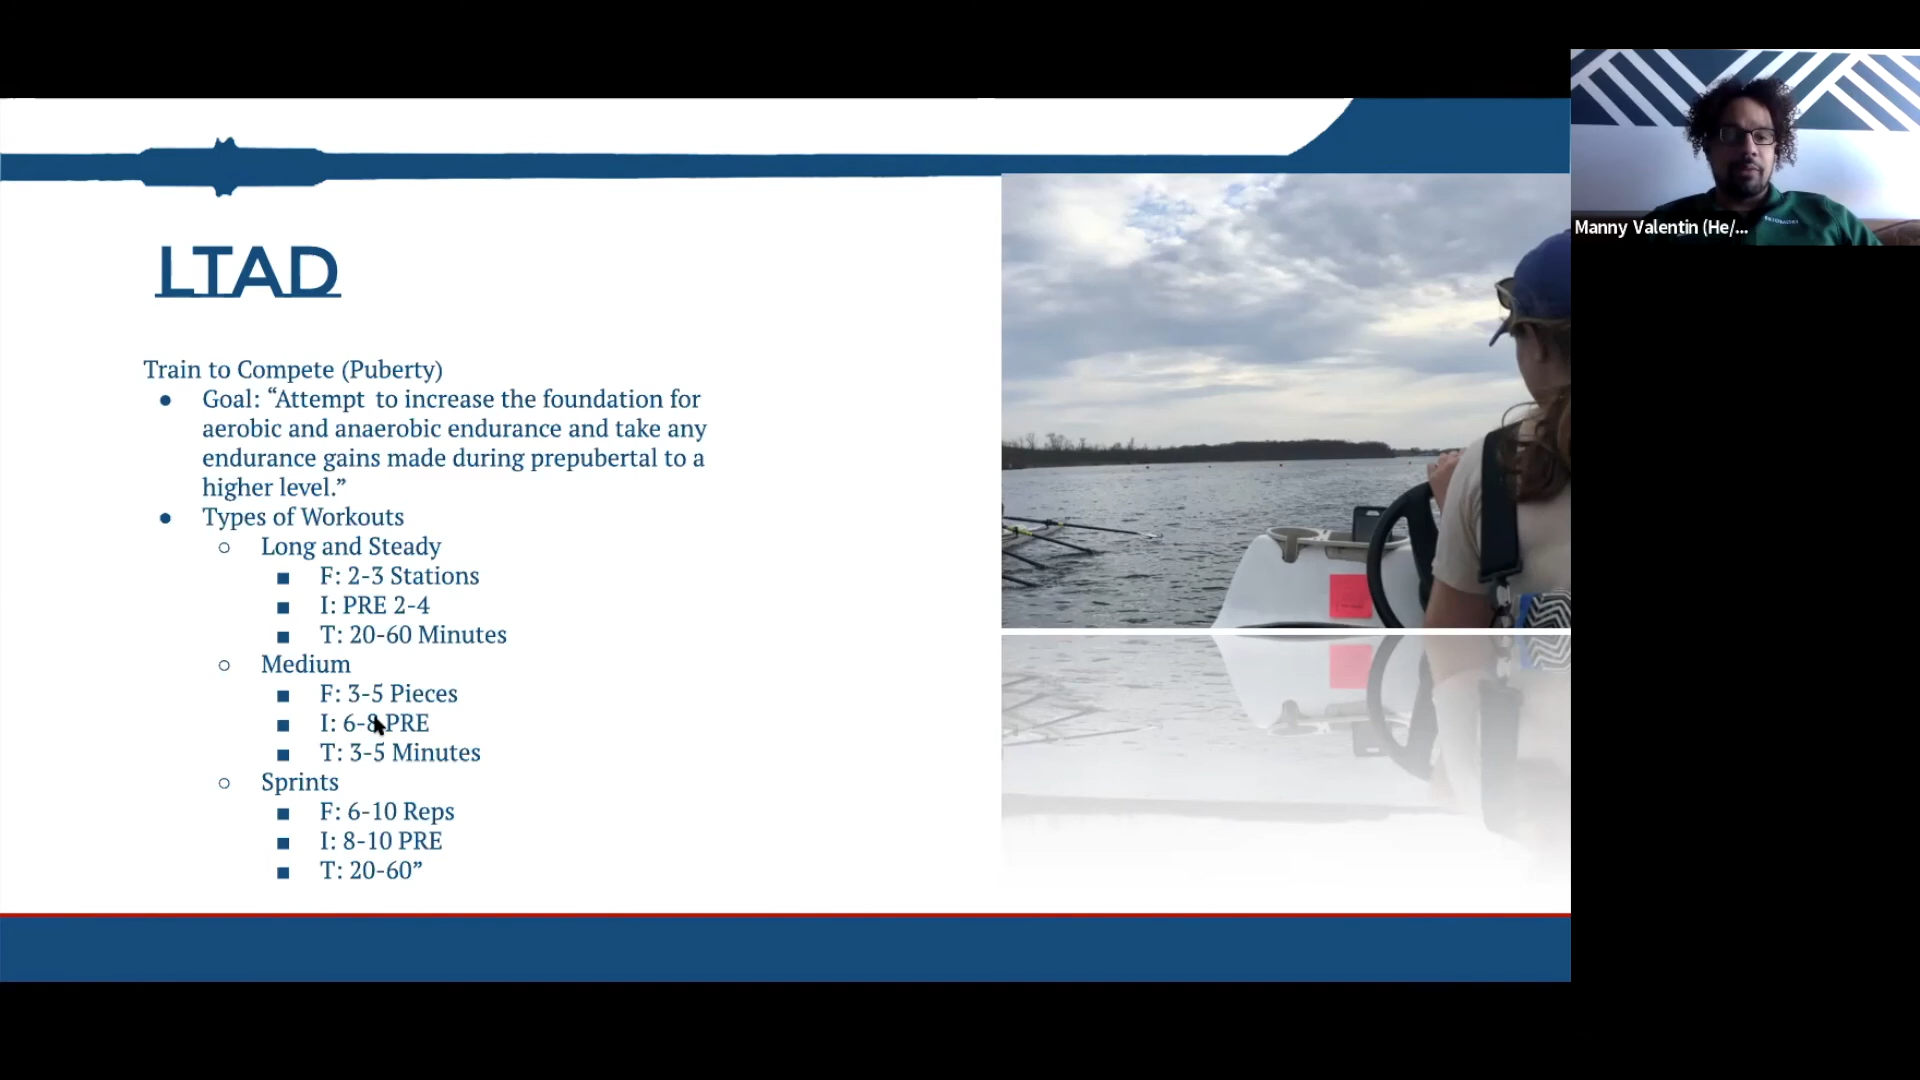 LTAD
Train to Compete (Puberty)
● Goal: “Attempt to increase the foundation for
aerobic and anaerobic endurance and take any
endurance gains made during prepubertal to a
higher level.”
● Types of Workouts
○ Long and Steady
■ F: 2-3 Stations
■ I: PRE 2-4
■ T: 20-60 Minutes
○ Medium
■ F: 3-5 Pieces
■ I: 6-8 PRE
■ T: 3-5 Minutes
○ Sprints
■ F: 6-10 Reps
■ I: 8-10 PRE
■ T: 20-60”
Manny Valentin (He/...